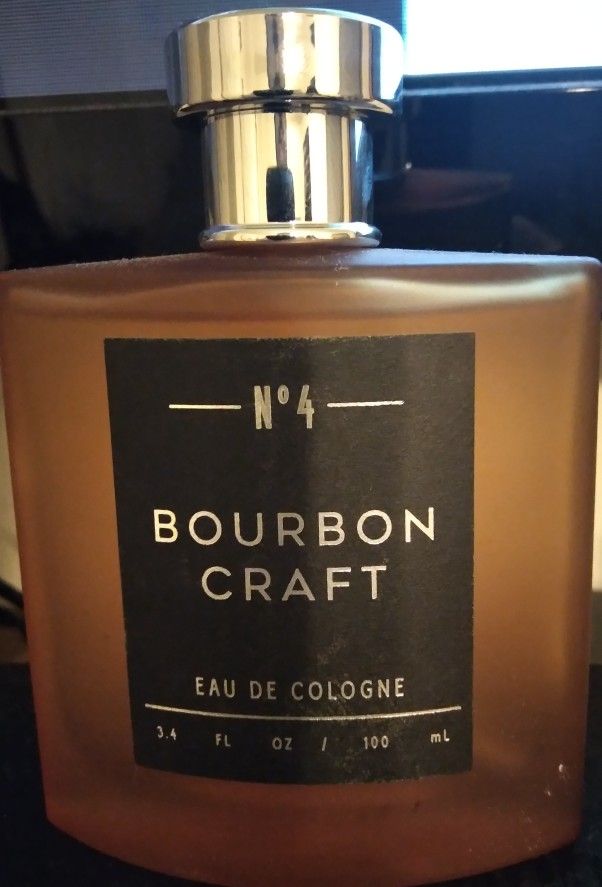 Nº4
BOURBON
CRAFT
EAU DE COLOGNE
3.4 FL OZ / 100 mL